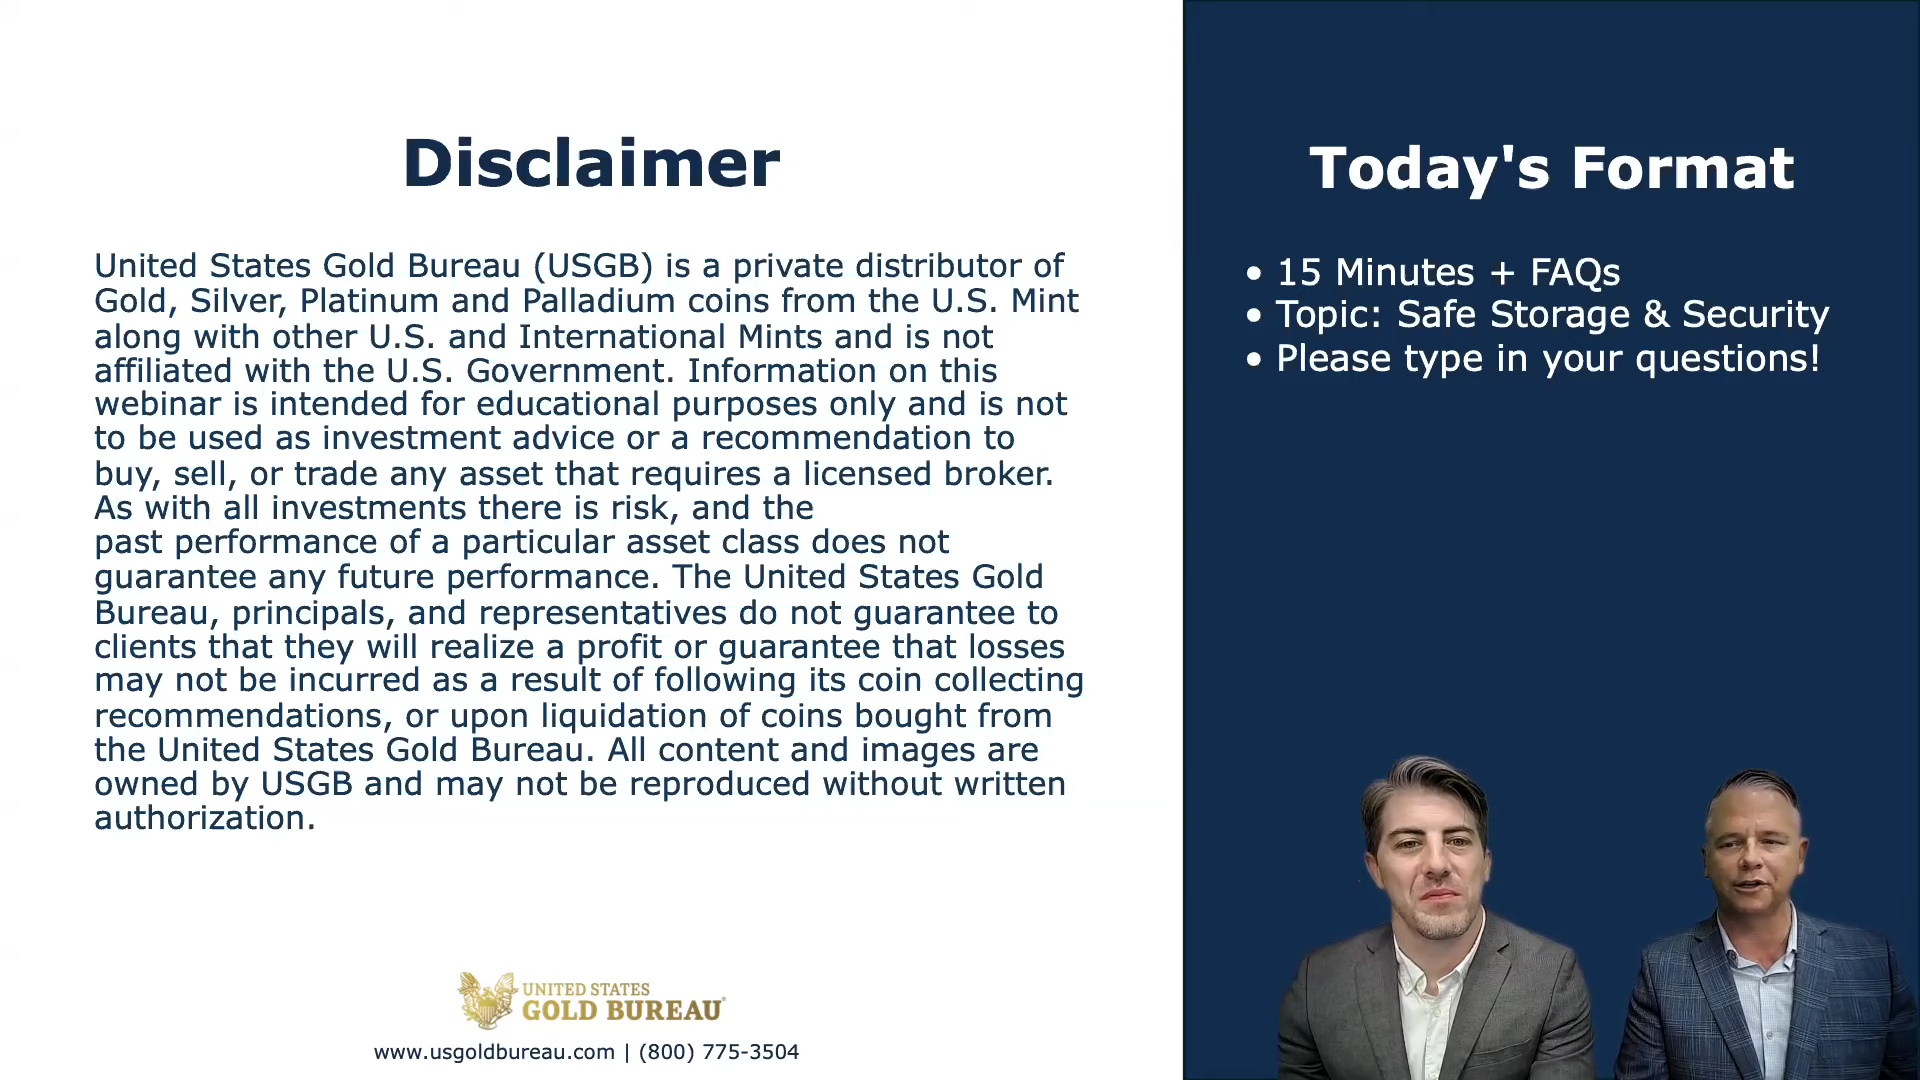 Disclaimer
United States Gold Bureau (USGB) is a private distributor of
Gold, Silver, Platinum and Palladium coins from the U.S. Mint
along with other U.S. and International Mints and is not
affiliated with the U.S. Government. Information on this
webinar is intended for educational purposes only and is not
to be used as investment advice or a recommendation to
buy, sell, or trade any asset that requires a licensed broker.
As with all investments there is risk, and the
past performance of a particular asset class does not
guarantee any future performance. The United States Gold
Bureau, principals, and representatives do not guarantee to
clients that they will realize a profit or guarantee that losses
may not be incurred as a result of following its coin collecting
recommendations, or upon liquidation of coins bought from
the United States Gold Bureau. All content and images are
owned by USGB and may not be reproduced without written
authorization.
UNITED STATES
GOLD BUREAU®
www.usgoldbureau.com | (800) 775-3504
Today's Format
• 15 Minutes + FAQs
• Topic: Safe Storage & Security
• Please type in your questions!